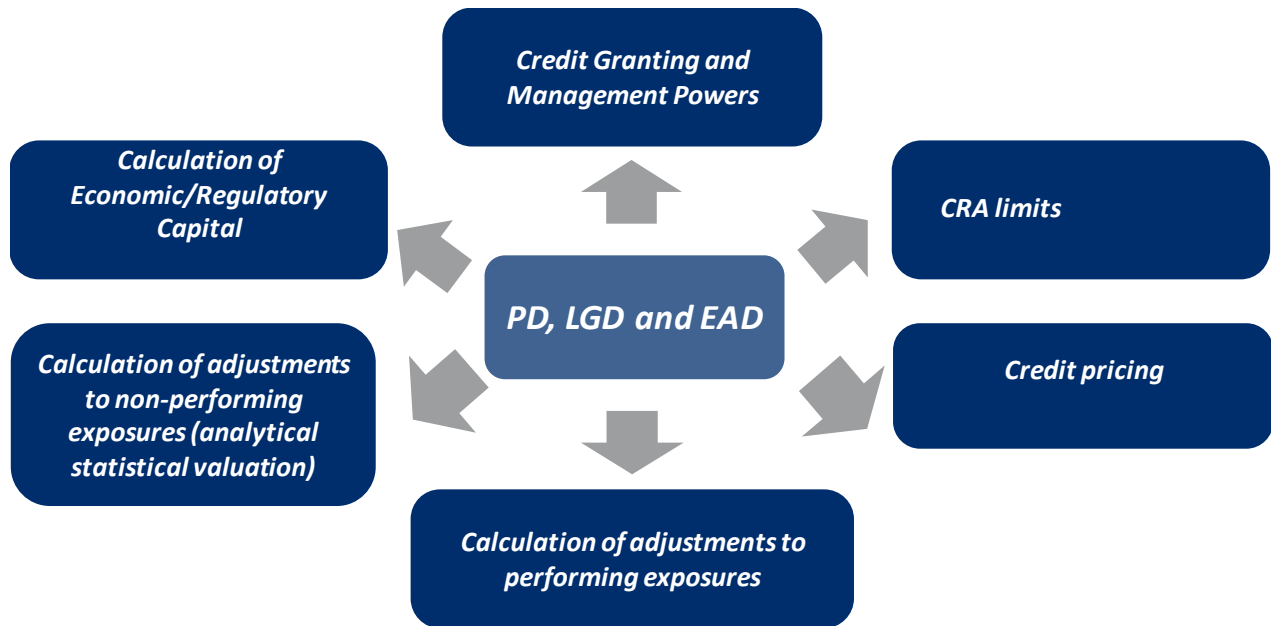 Credit Granting and
Management Powers
Calculation of
Economic/Regulatory
Capital
CRA limits
PD, LGD and EAD
Calculation of adjustments
to non-performing
exposures (analytical
statistical valuation)
Credit pricing
Calculation of adjustments to
performing exposures